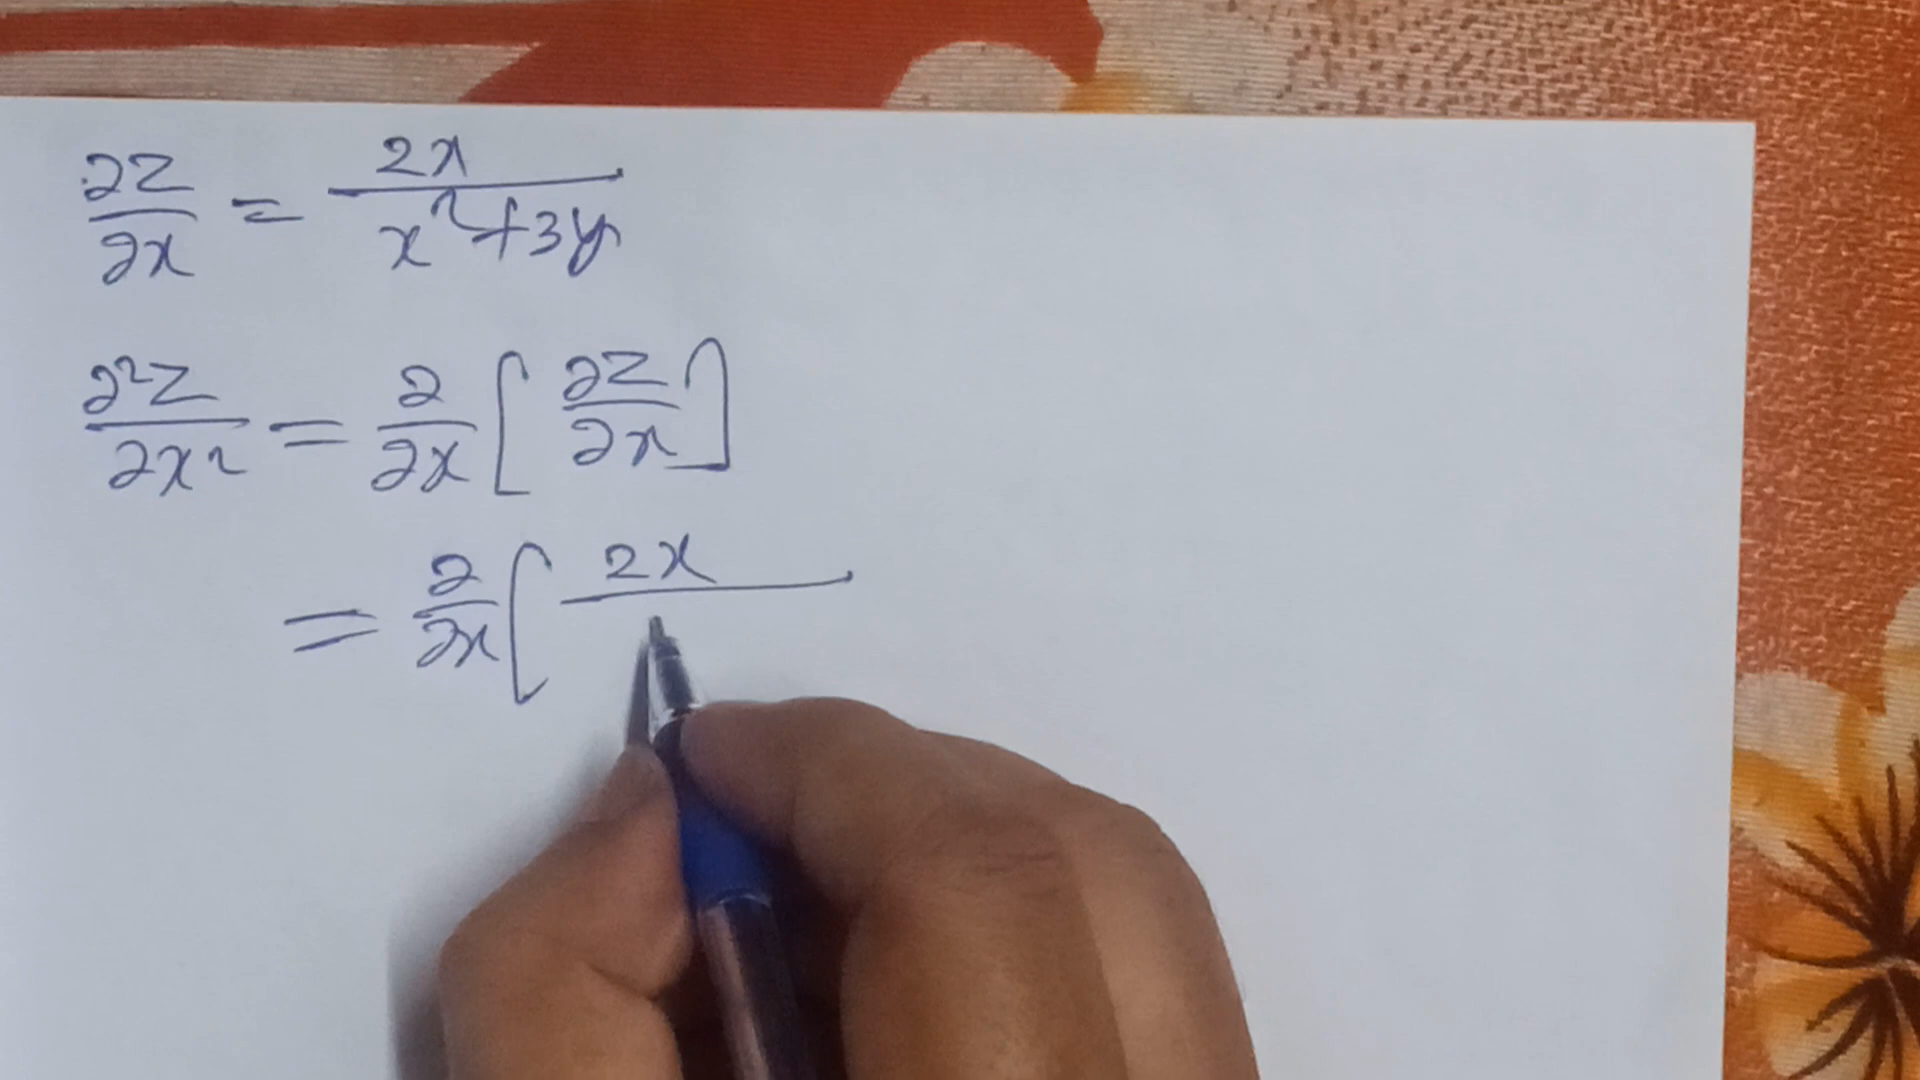 ∂z/∂x = 2x/(x²+3y)
∂²z/∂x² = ∂/∂x [∂z/∂x]
= ∂/∂x [2x/